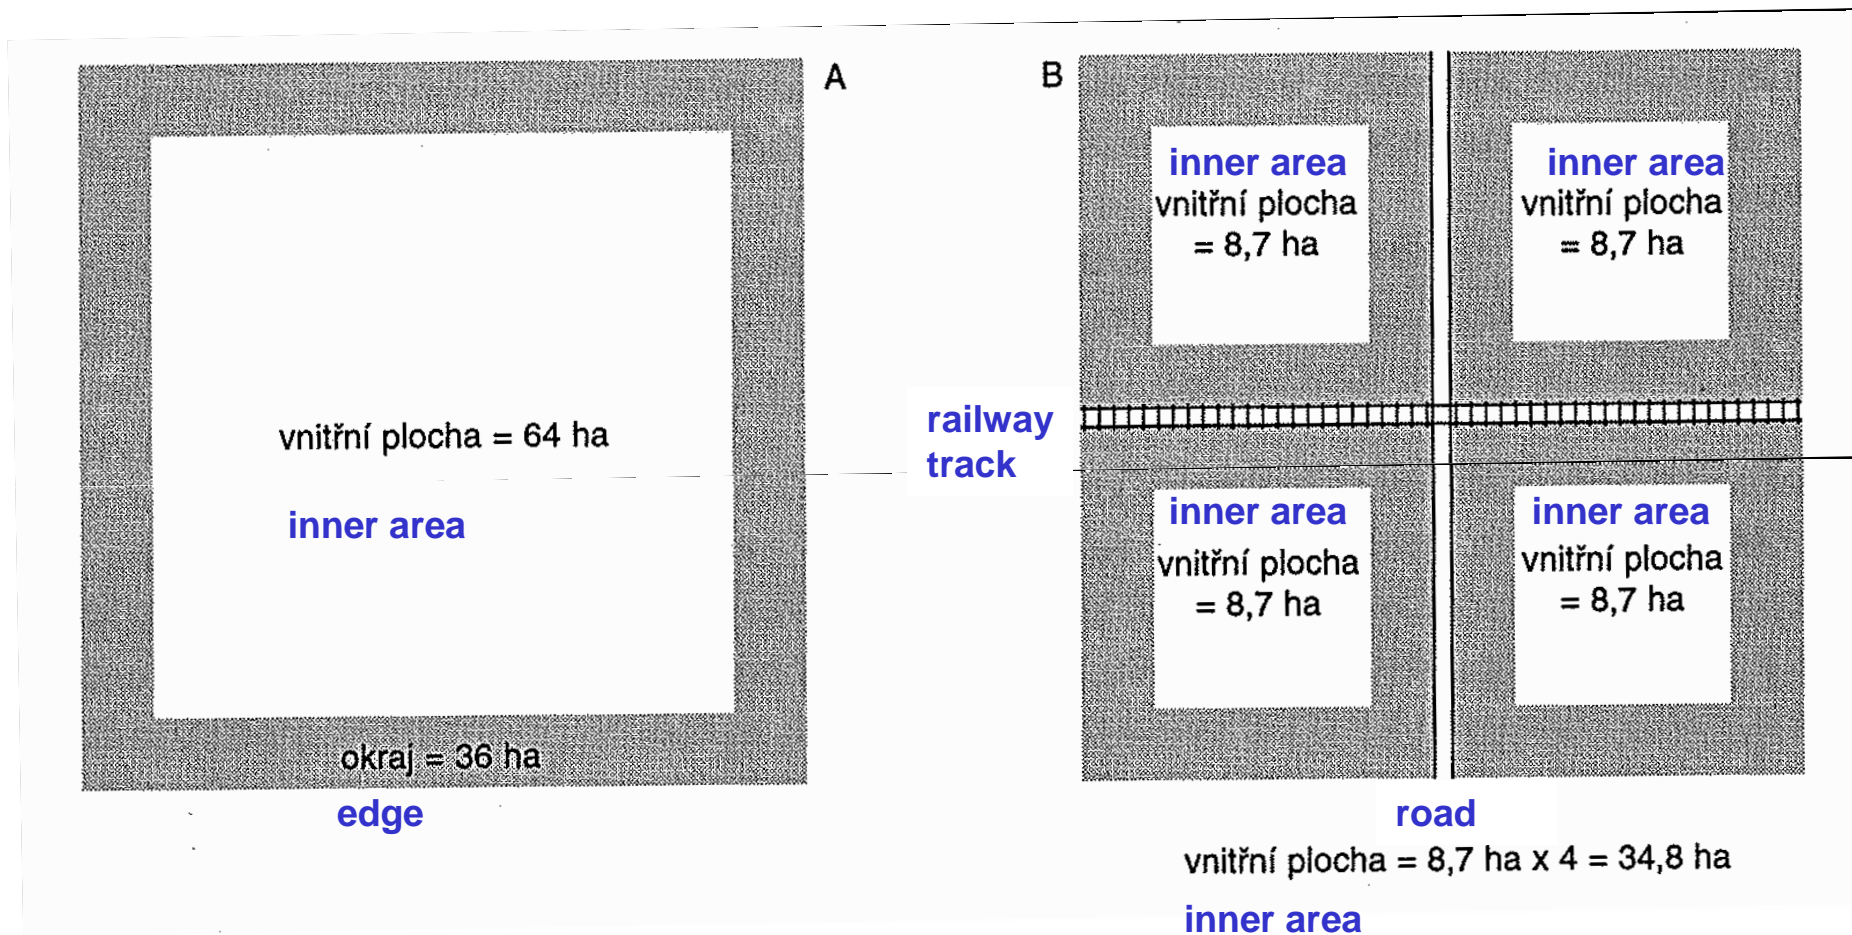 A
vnitřní plocha = 64 ha
inner area
okraj = 36 ha
edge
B
inner area
vnitřní plocha
= 8,7 ha
inner area
vnitřní plocha
= 8,7 ha
railway
track
inner area
vnitřní plocha
= 8,7 ha
inner area
vnitřní plocha
= 8,7 ha
road
vnitřní plocha = 8,7 ha x 4 = 34,8 ha
inner area